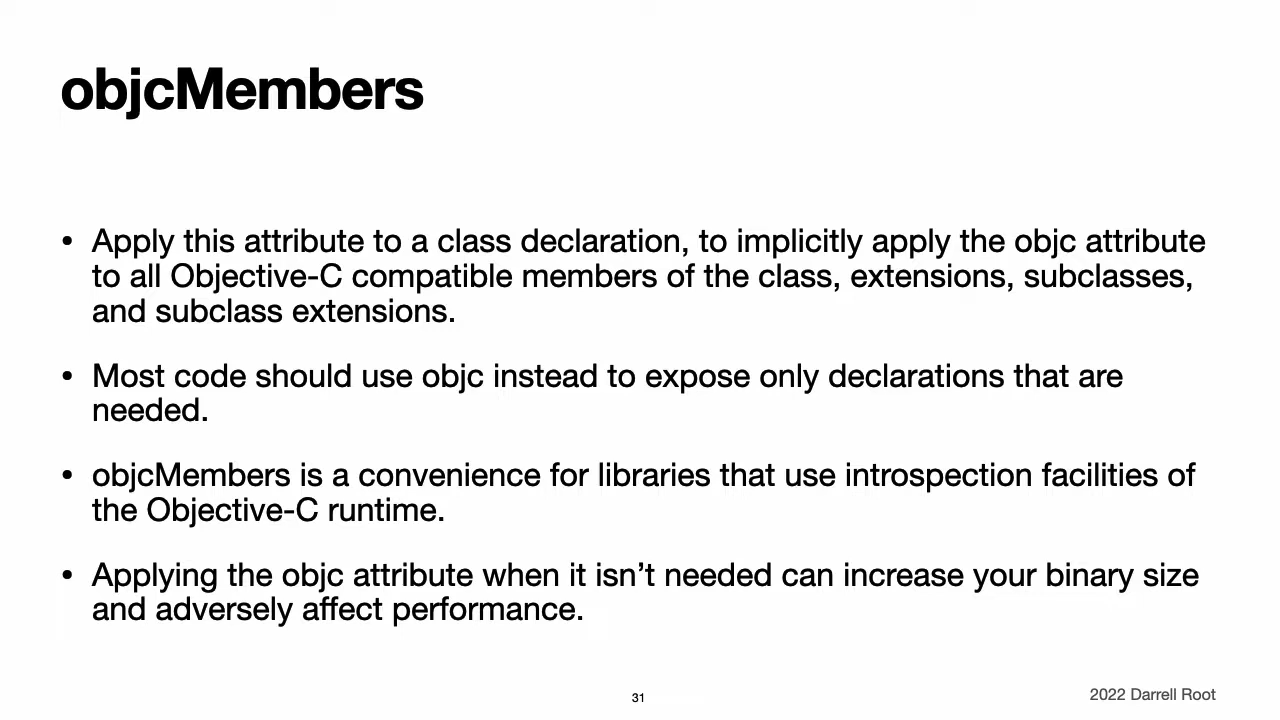 objcMembers
• Apply this attribute to a class declaration, to implicitly apply the objc attribute
to all Objective-C compatible members of the class, extensions, subclasses,
and subclass extensions.
• Most code should use objc instead to expose only declarations that are
needed.
• objcMembers is a convenience for libraries that use introspection facilities of
the Objective-C runtime.
• Applying the objc attribute when it isn’t needed can increase your binary size
and adversely affect performance.
31
2022 Darrell Root